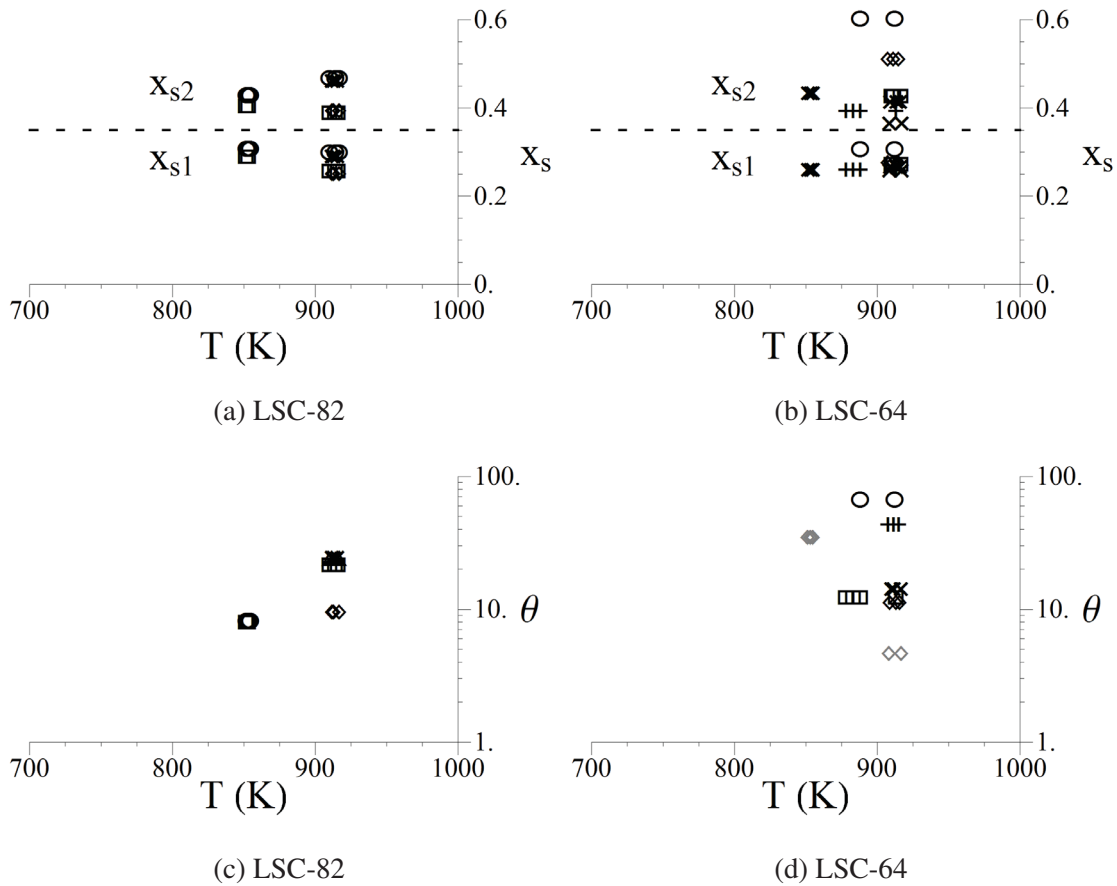 0.6
x_s2
0.4
x_s1
x_s
0.2
0.
700 800 900 1000
T (K)
(a) LSC-82
0.6
x_s2
0.4
x_s1
x_s
0.2
0.
700 800 900 1000
T (K)
(b) LSC-64
100.
10. θ
1.
700 800 900 1000
T (K)
(c) LSC-82
100.
10. θ
1.
700 800 900 1000
T (K)
(d) LSC-64